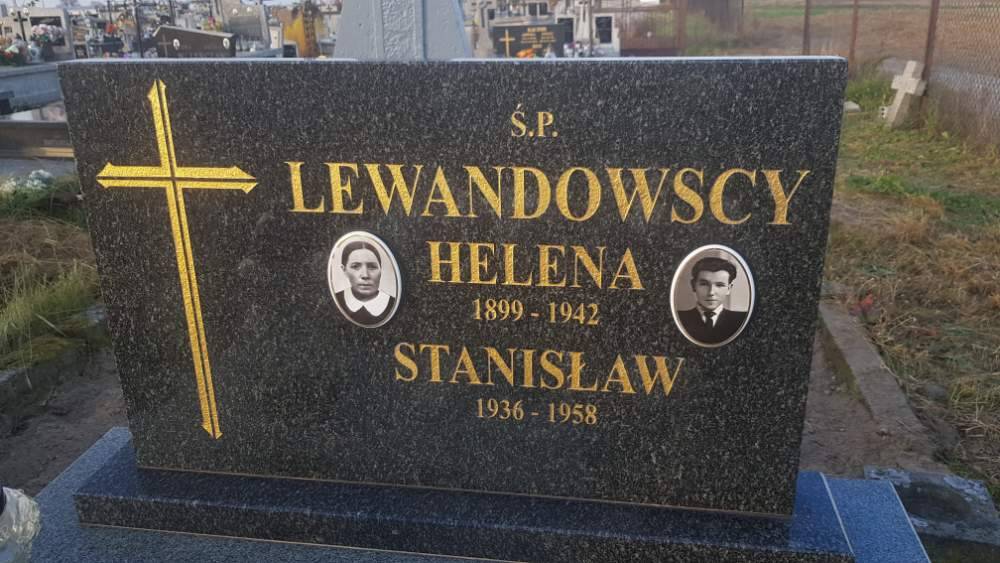 Ś.P.
LEWANDOWSCY
HELENA
1899 - 1942
STANISŁAW
1936 - 1958